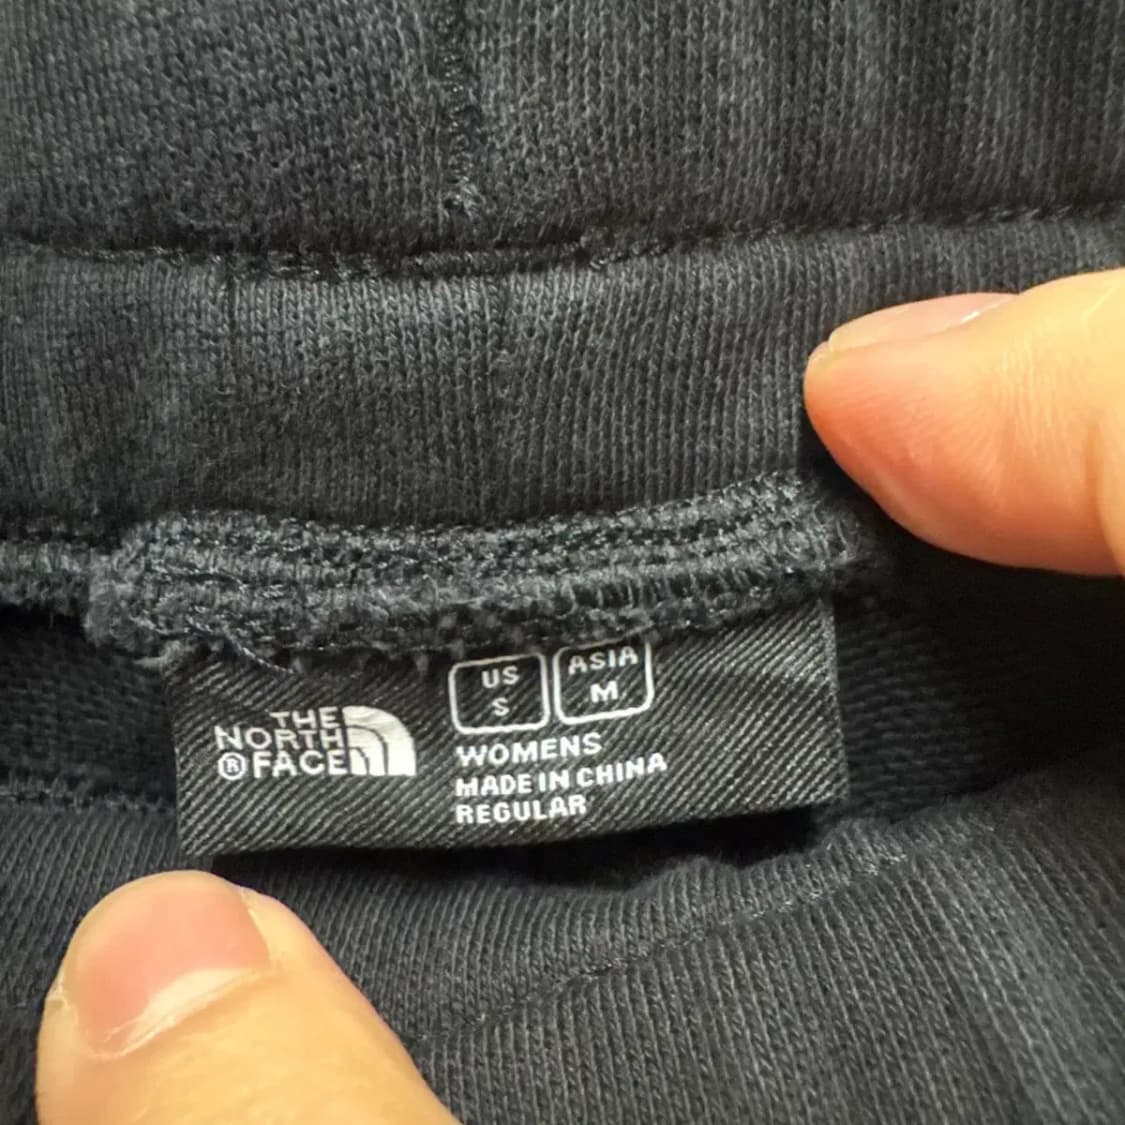 THE
NORTH
®FACE
US
S
ASIA
M
WOMENS
MADE IN CHINA
REGULAR